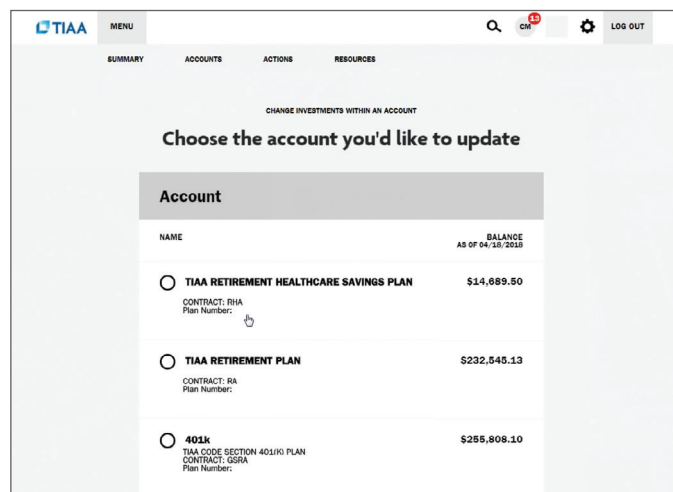 TIAA MENU CM 13 LOG OUT
SUMMARY ACCOUNTS ACTIONS RESOURCES
CHANGE INVESTMENTS WITHIN AN ACCOUNT
Choose the account you'd like to update
Account
NAME BALANCE
AS OF 04/18/2018
TIAA RETIREMENT HEALTHCARE SAVINGS PLAN $14,689.50
CONTRACT: RHA
Plan Number:
TIAA RETIREMENT PLAN $232,545.13
CONTRACT: RA
Plan Number:
401k $255,808.10
TIAA CODE SECTION 401(K) PLAN
CONTRACT: GSRA
Plan Number: